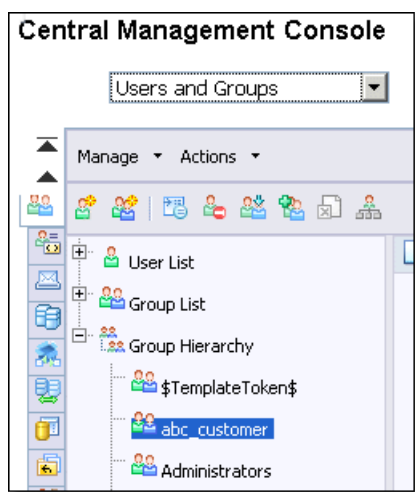 Central Management Console
Users and Groups
Manage Actions
User List
Group List
Group Hierarchy
$TemplateToken$
abc_customer
Administrators